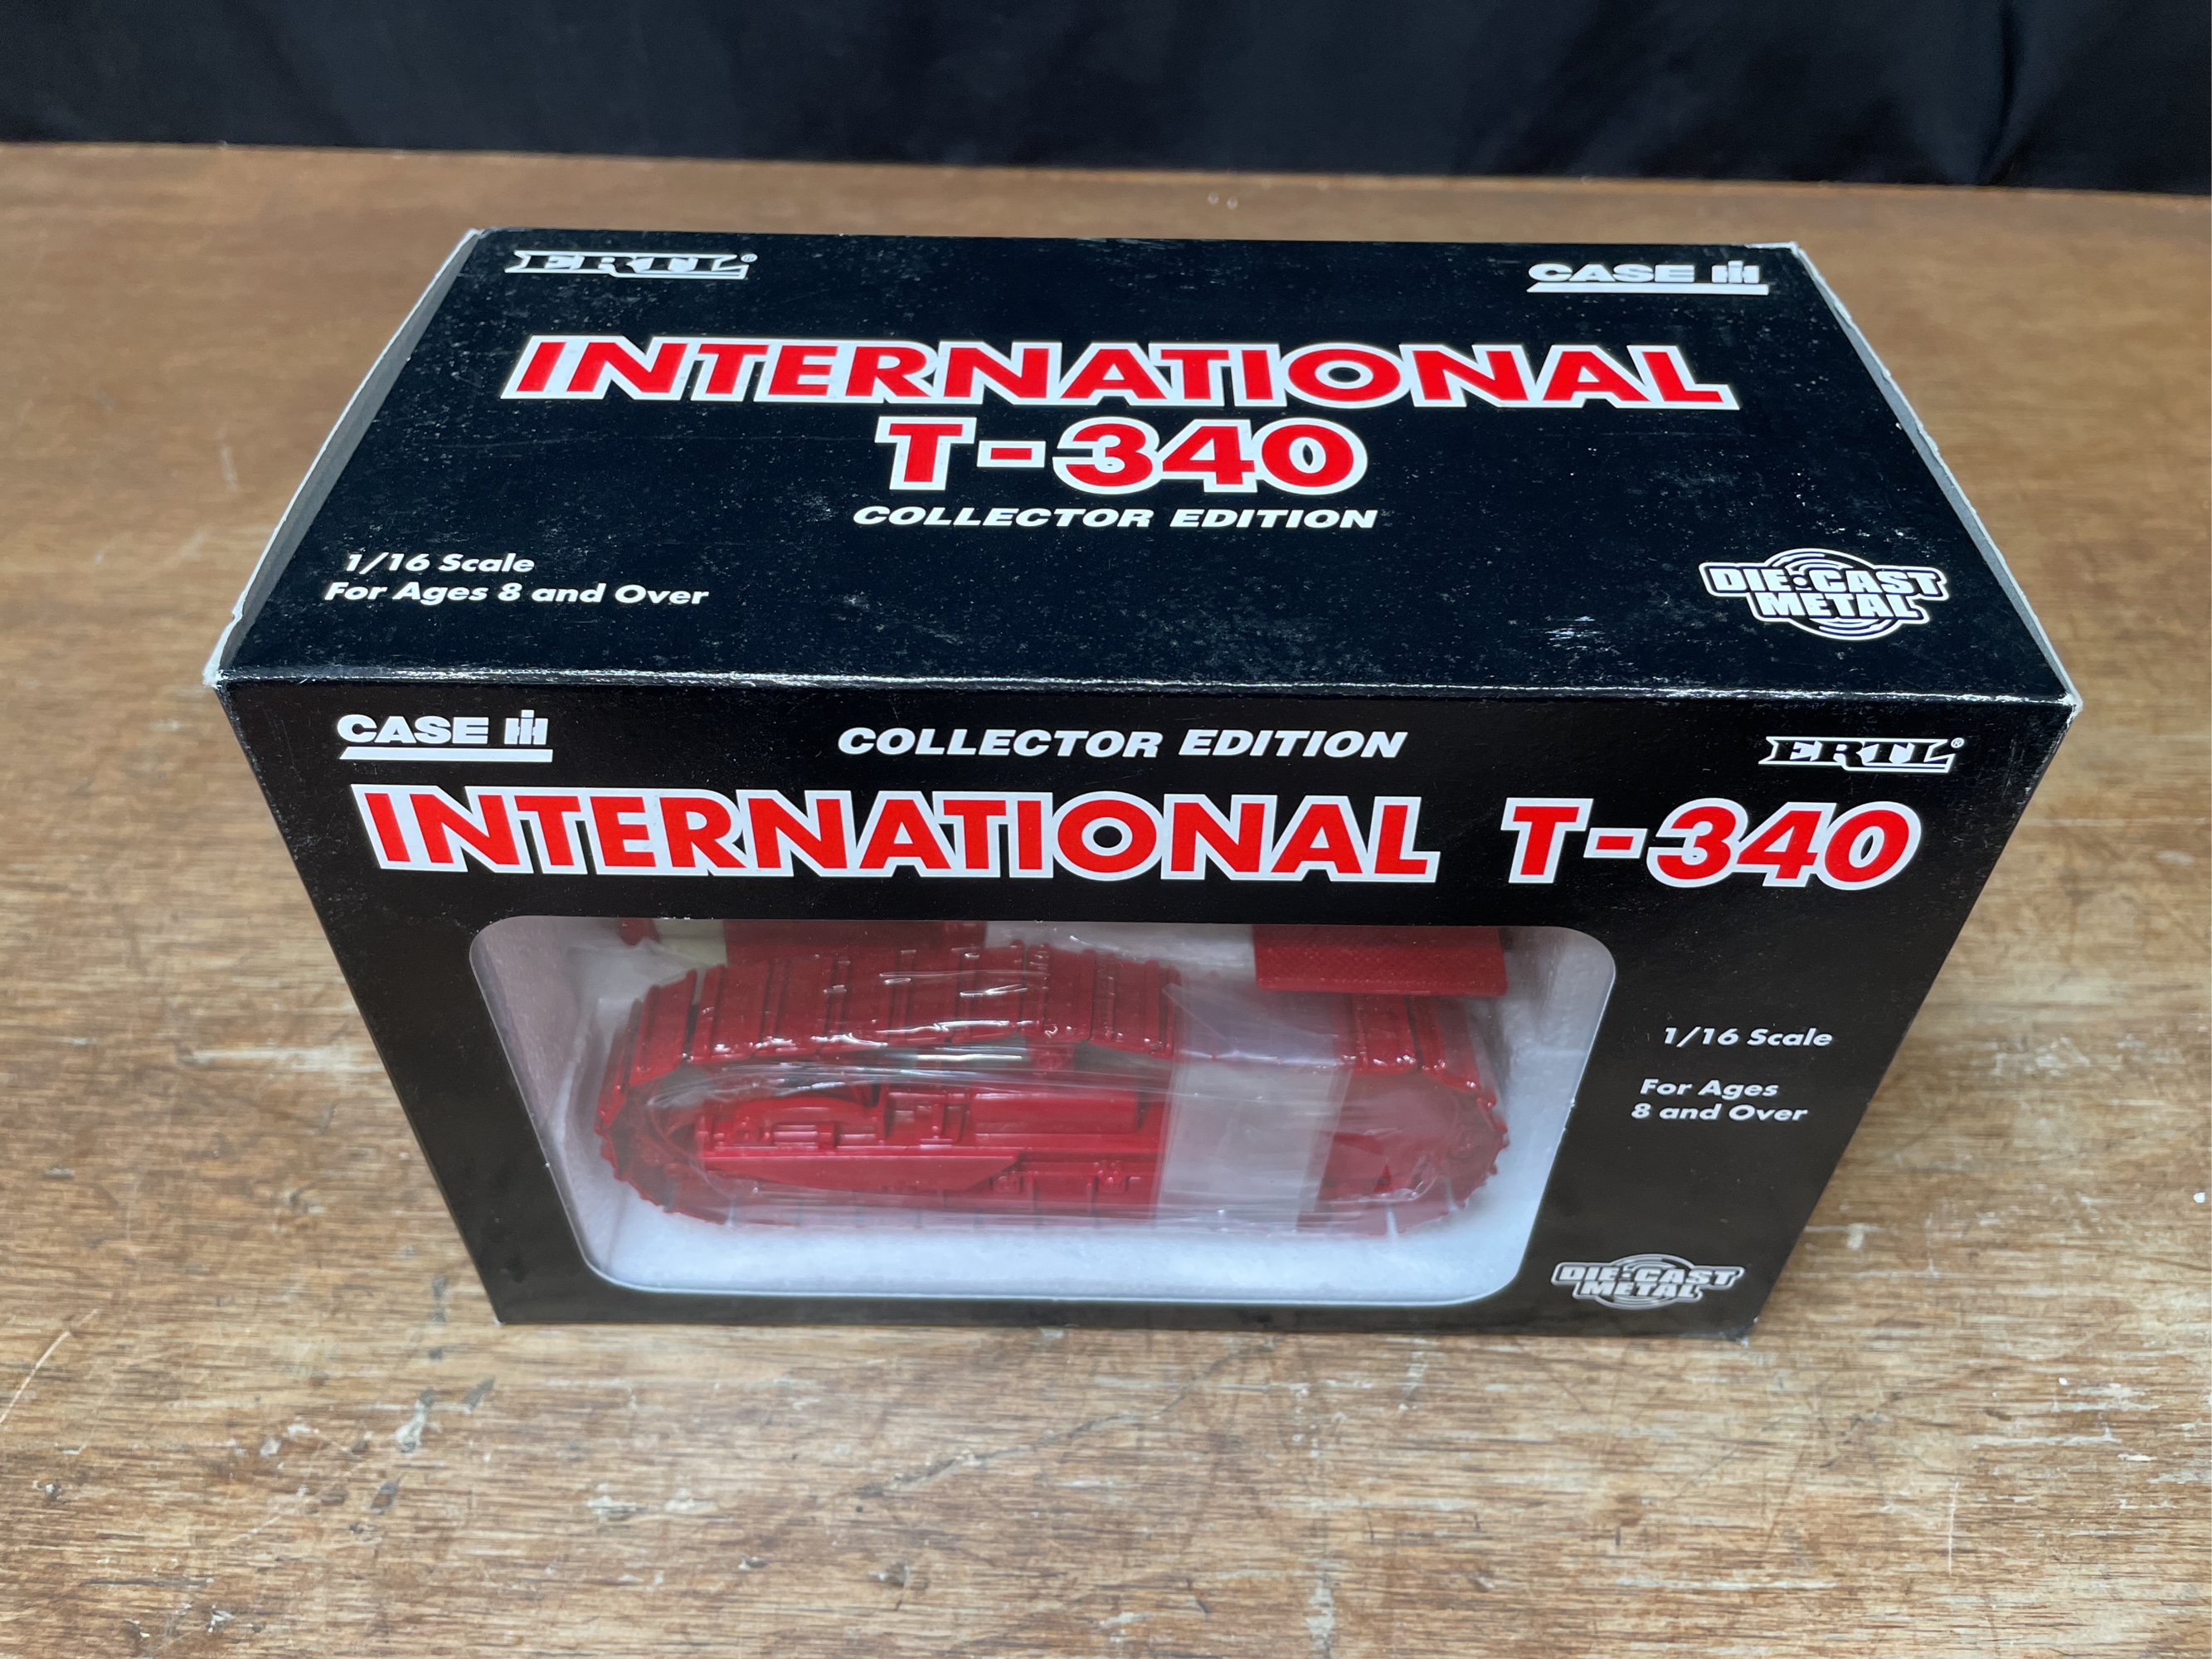 ERTL®
CASE IH
INTERNATIONAL
T-340
COLLECTOR EDITION
1/16 Scale
For Ages 8 and Over
DIE-CAST
METAL
CASE IH
COLLECTOR EDITION
ERTL®
INTERNATIONAL T-340
1/16 Scale
For Ages
8 and Over
DIE-CAST
METAL